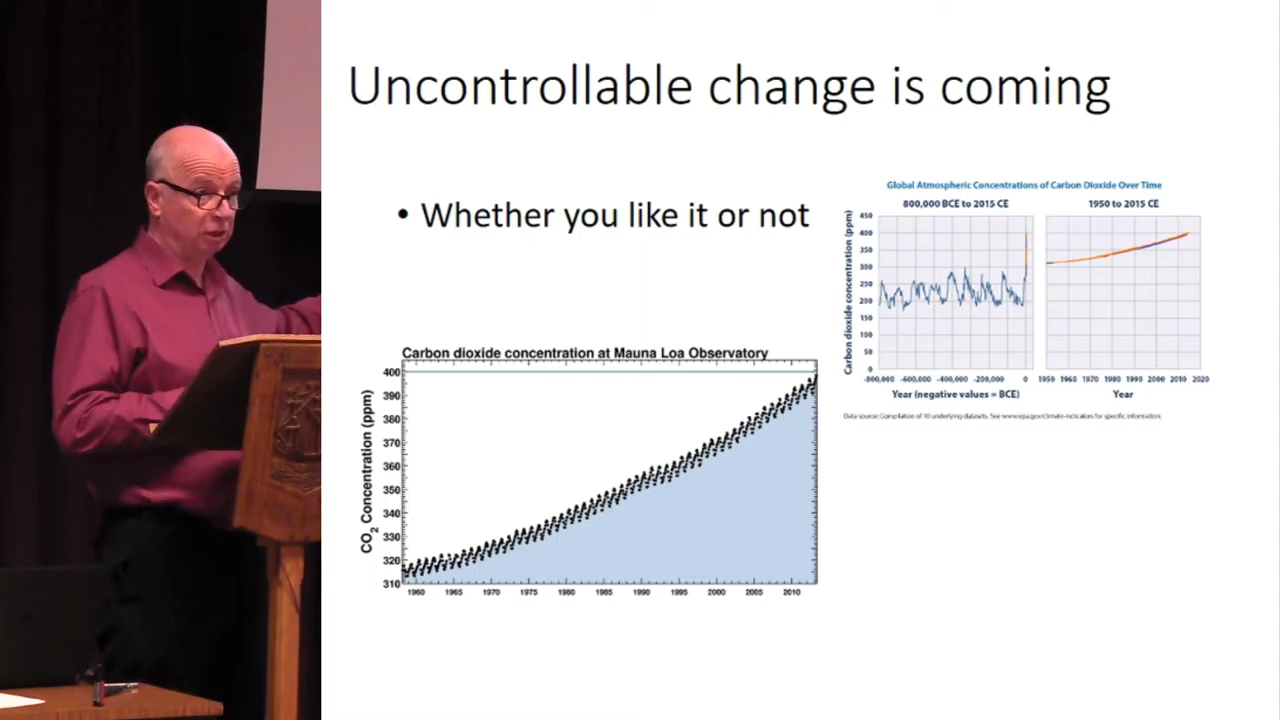 Uncontrollable change is coming
• Whether you like it or not
Global Atmospheric Concentrations of Carbon Dioxide Over Time
800,000 BCE to 2015 CE
1950 to 2015 CE
Carbon dioxide concentration (ppm)
450
400
350
300
250
200
150
100
50
0
-800,000 -600,000 -400,000 -200,000 0
1950 1960 1970 1980 1990 2000 2010 2020
Year (negative values = BCE)
Year
Data source: Compilation of 10 underlying datasets. See www.epa.gov/climate-indicators for specific information.
Carbon dioxide concentration at Mauna Loa Observatory
CO2 Concentration (ppm)
400
390
380
370
360
350
340
330
320
310
1960 1965 1970 1975 1980 1985 1990 1995 2000 2005 2010